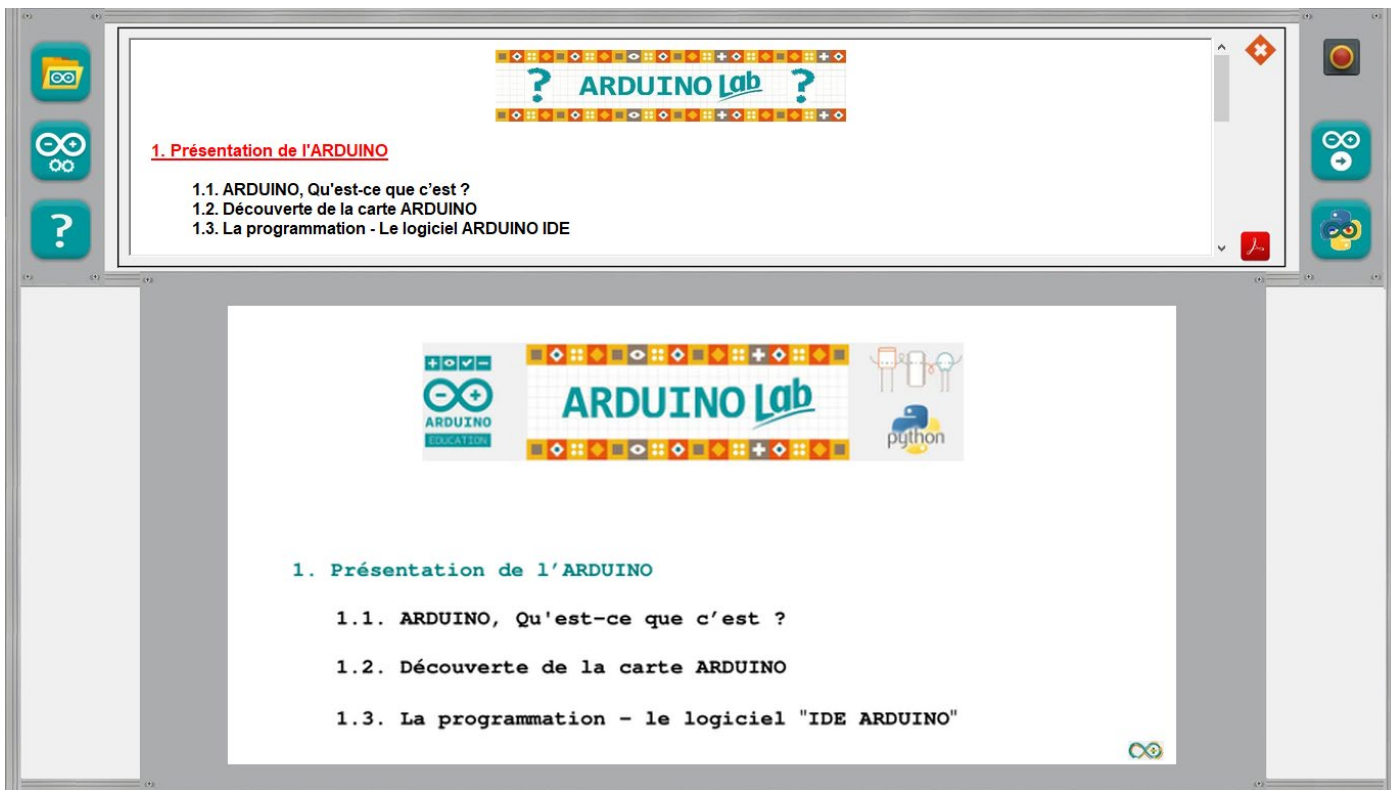 ? ARDUINO Lab ?
1. Présentation de l'ARDUINO
1.1. ARDUINO, Qu'est-ce que c’est ?
1.2. Découverte de la carte ARDUINO
1.3. La programmation - Le logiciel ARDUINO IDE
?
ARDUINO
EDUCATION
ARDUINO Lab
python
1. Présentation de l’ARDUINO
1.1. ARDUINO, Qu'est-ce que c’est ?
1.2. Découverte de la carte ARDUINO
1.3. La programmation – le logiciel "IDE ARDUINO"